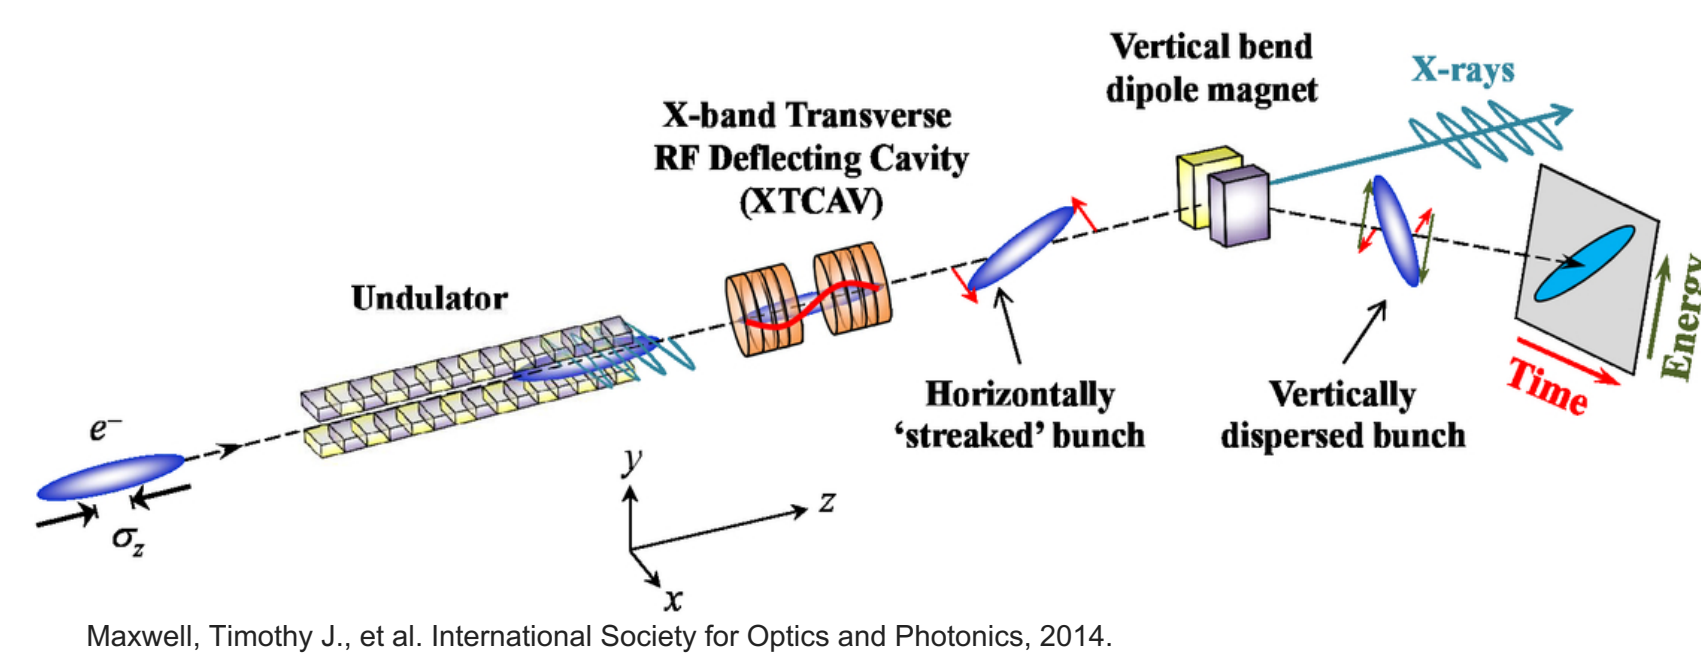 Vertical bend
dipole magnet
X-rays
X-band Transverse
RF Deflecting Cavity
(XTCAV)
Undulator
e⁻
σz
y
z
x
Horizontally
‘streaked’ bunch
Vertically
dispersed bunch
Time
Energy
Maxwell, Timothy J., et al. International Society for Optics and Photonics, 2014.